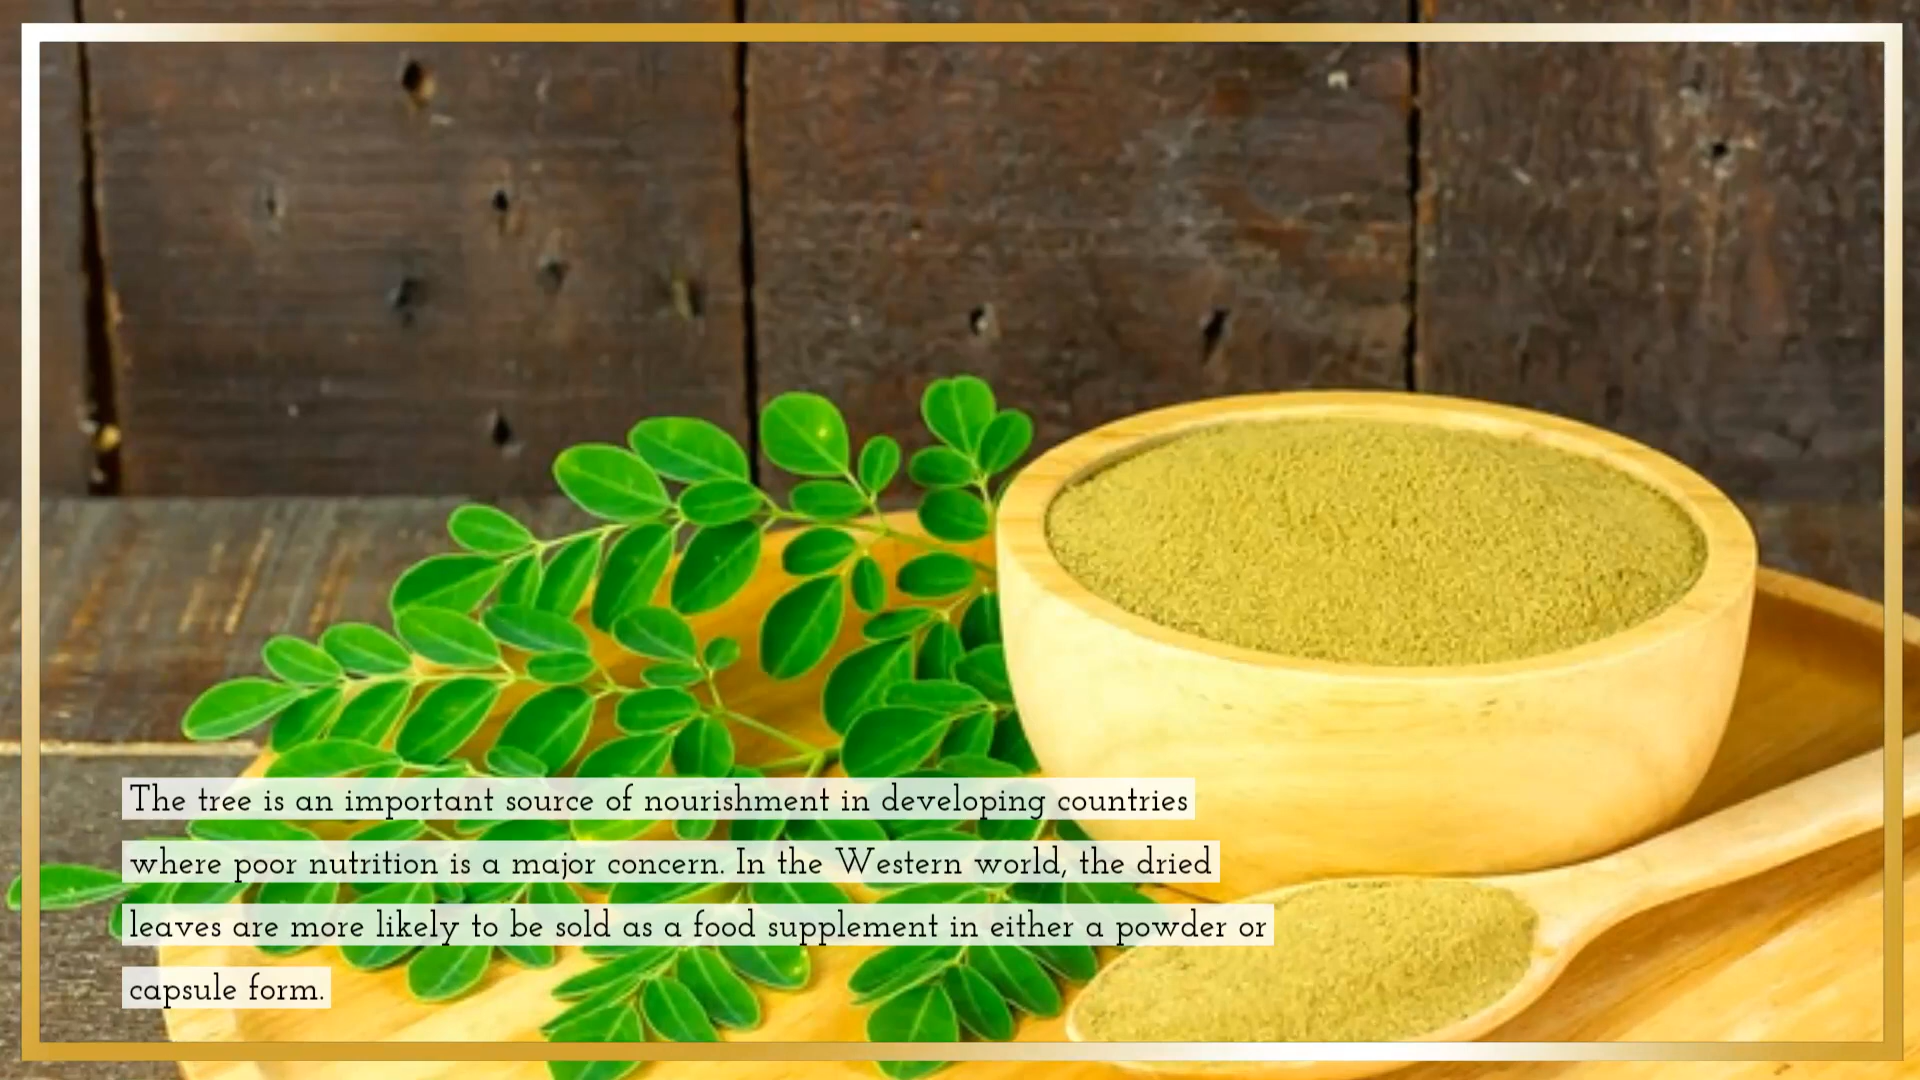 The tree is an important source of nourishment in developing countries
where poor nutrition is a major concern. In the Western world, the dried
leaves are more likely to be sold as a food supplement in either a powder or
capsule form.